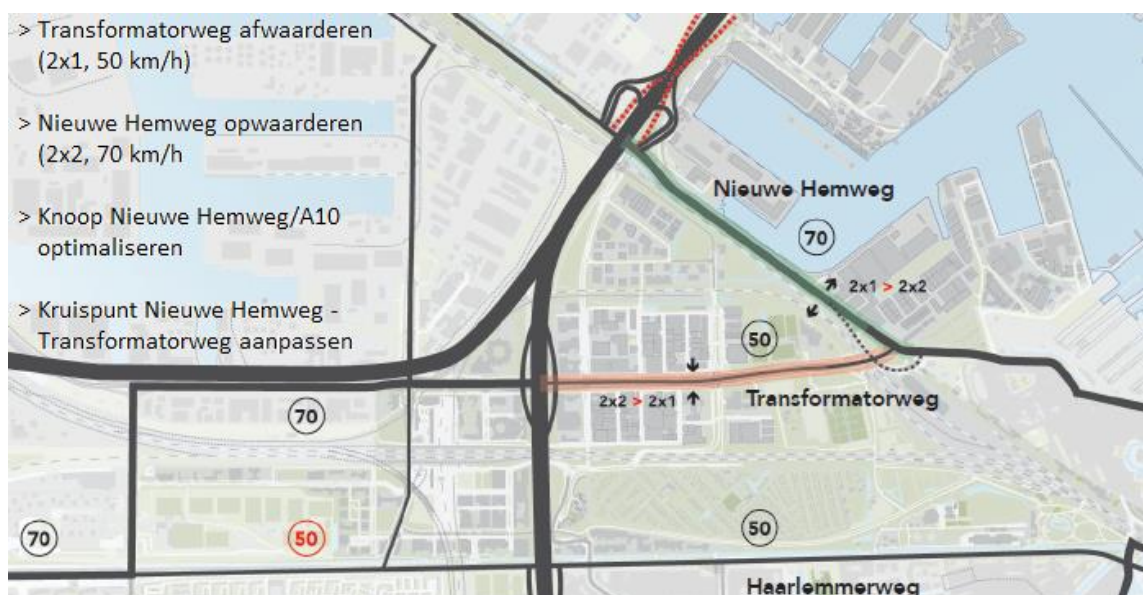 > Transformatorweg afwaarderen
(2x1, 50 km/h)
> Nieuwe Hemweg opwaarderen
(2x2, 70 km/h
> Knoop Nieuwe Hemweg/A10
optimaliseren
> Kruispunt Nieuwe Hemweg -
Transformatorweg aanpassen
Nieuwe Hemweg
70
2x1 > 2x2
50
2x2 > 2x1
Transformatorweg
70
70
50
50
Haarlemmerweg